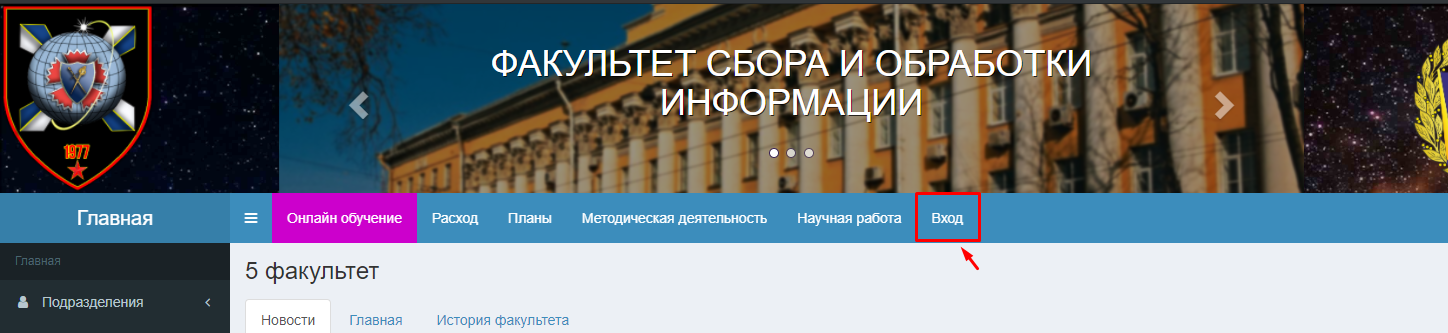 ФАКУЛЬТЕТ СБОРА И ОБРАБОТКИ
ИНФОРМАЦИИ
1977
Главная
Онлайн обучение
Расход
Планы
Методическая деятельность
Научная работа
Вход
Главная
Подразделения
5 факультет
Новости
Главная
История факультета